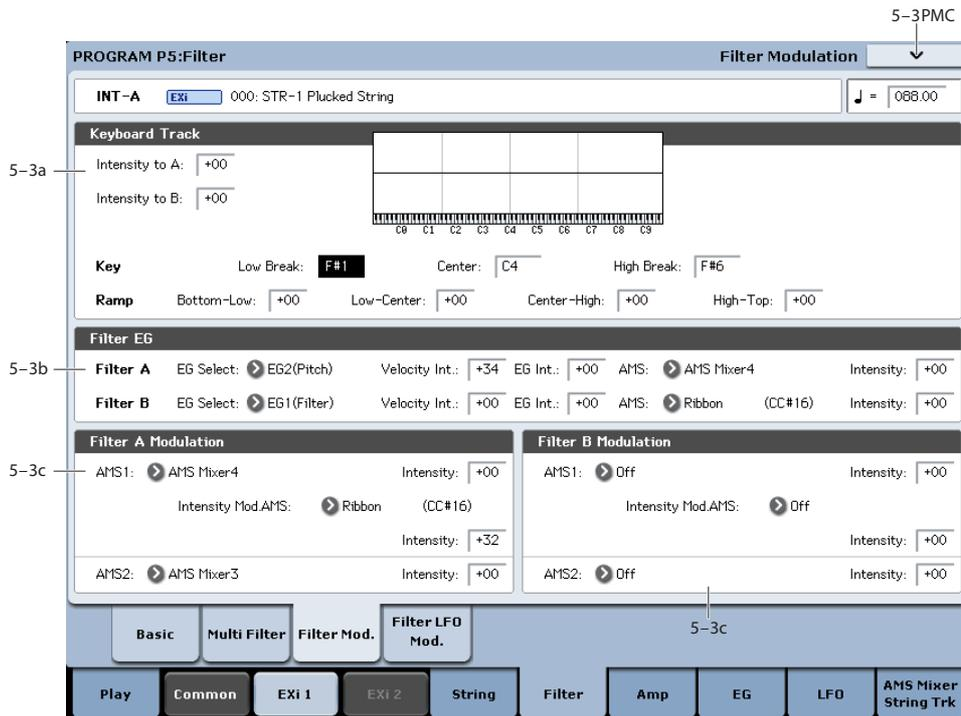 5–3PMC
PROGRAM P5:Filter Filter Modulation
INT-A EXi 000: STR-1 Plucked String ♩ = 088.00
Keyboard Track
5–3a
Intensity to A: +00
Intensity to B: +00
C0 C1 C2 C3 C4 C5 C6 C7 C8 C9
Key Low Break: F#1 Center: C4 High Break: F#6
Ramp Bottom-Low: +00 Low-Center: +00 Center-High: +00 High-Top: +00
Filter EG
5–3b
Filter A EG Select: EG2(Pitch) Velocity Int.: +34 EG Int.: +00 AMS: AMS Mixer4 Intensity: +00
Filter B EG Select: EG1(Filter) Velocity Int.: +00 EG Int.: +00 AMS: Ribbon (CC#16) Intensity: +00
Filter A Modulation
5–3c
AMS1: AMS Mixer4 Intensity: +00
Intensity Mod.AMS: Ribbon (CC#16)
Intensity: +32
AMS2: AMS Mixer3 Intensity: +00
Filter B Modulation
AMS1: Off Intensity: +00
Intensity Mod.AMS: Off
Intensity: +00
AMS2: Off Intensity: +00
5–3c
Basic Multi Filter Filter Mod. Filter LFO Mod.
Play Common EXi 1 EXi 2 String Filter Amp EG LFO AMS Mixer String Trk